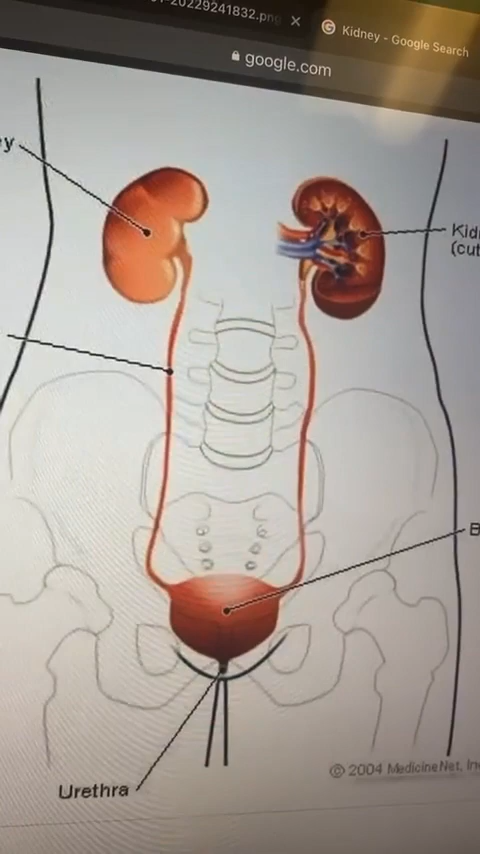 20229241832.png
Kidney - Google Search
google.com
y
Kid
(cut
B
Urethra
© 2004 MedicineNet, Inc